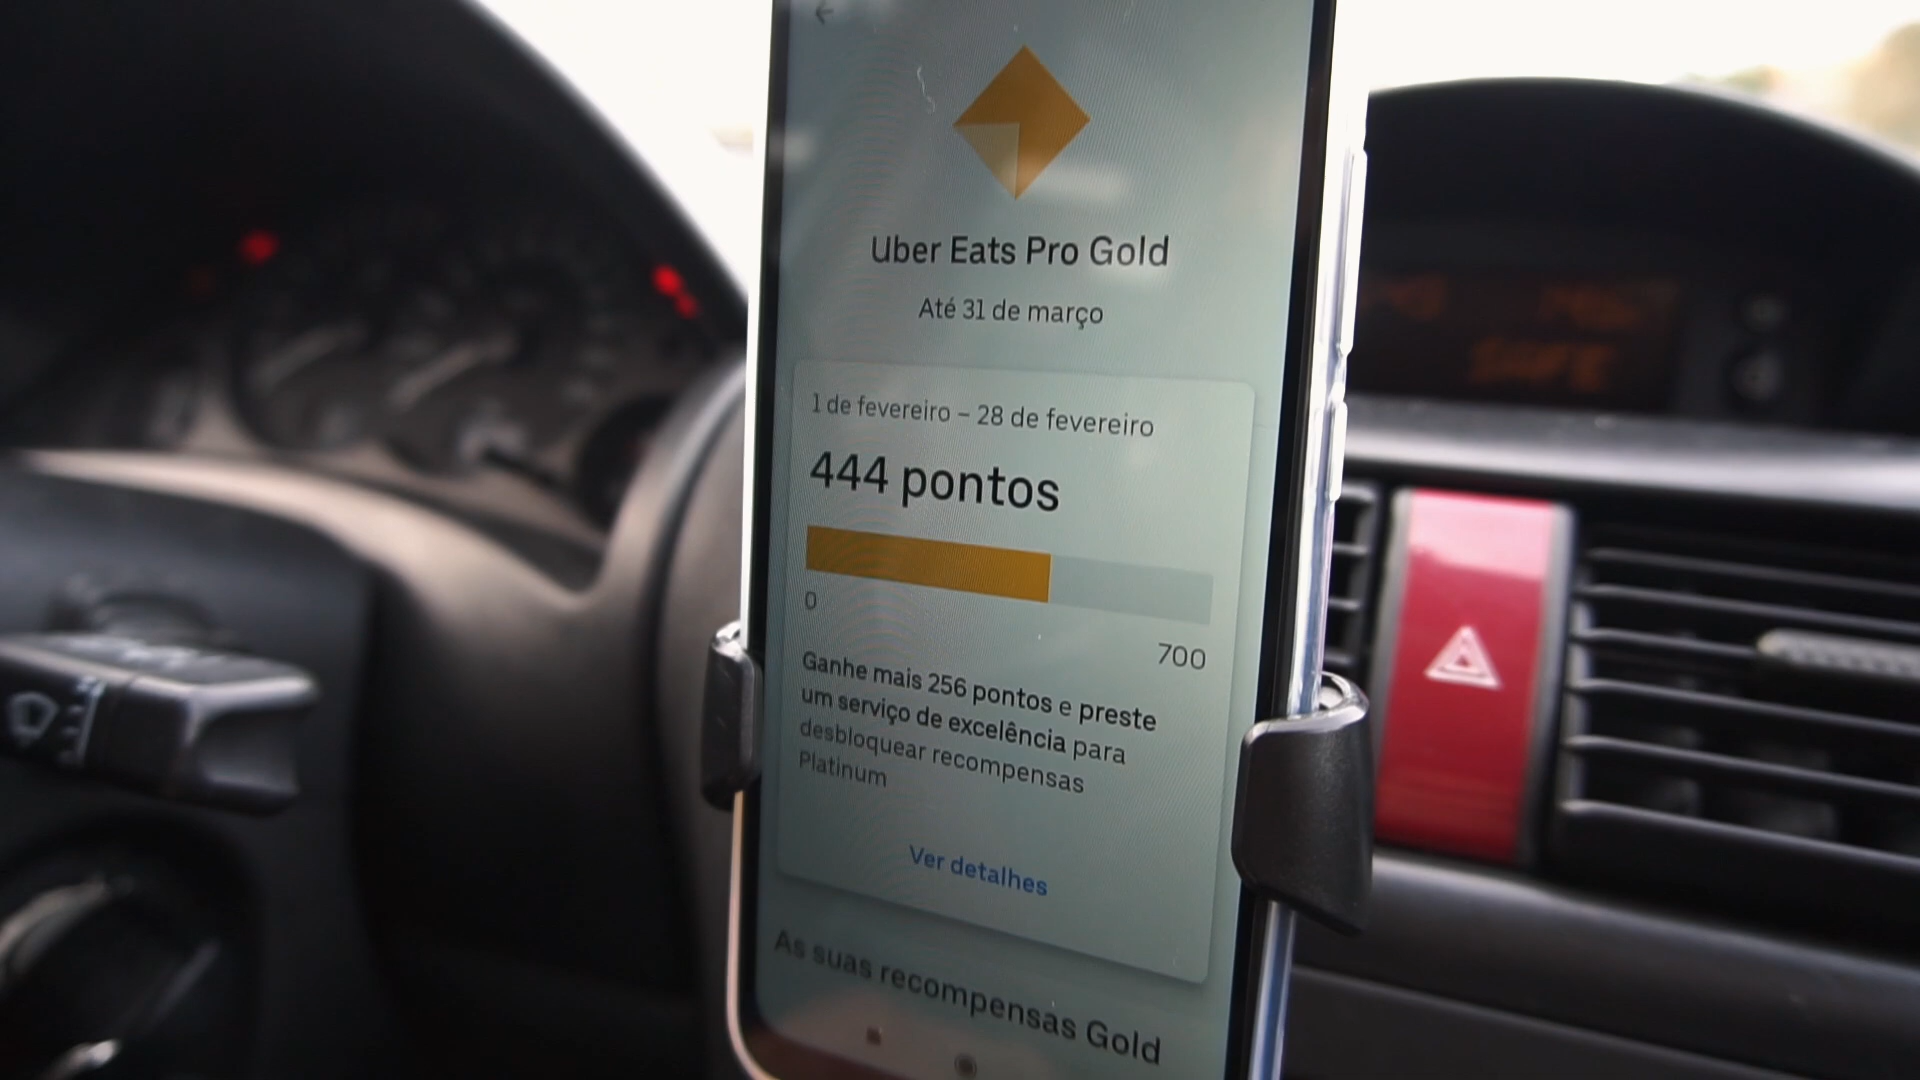 Uber Eats Pro Gold
Até 31 de março
1 de fevereiro – 28 de fevereiro
444 pontos
0
700
Ganhe mais 256 pontos e preste
um serviço de excelência para
desbloquear recompensas
Platinum
Ver detalhes
As suas recompensas Gold
SAFE